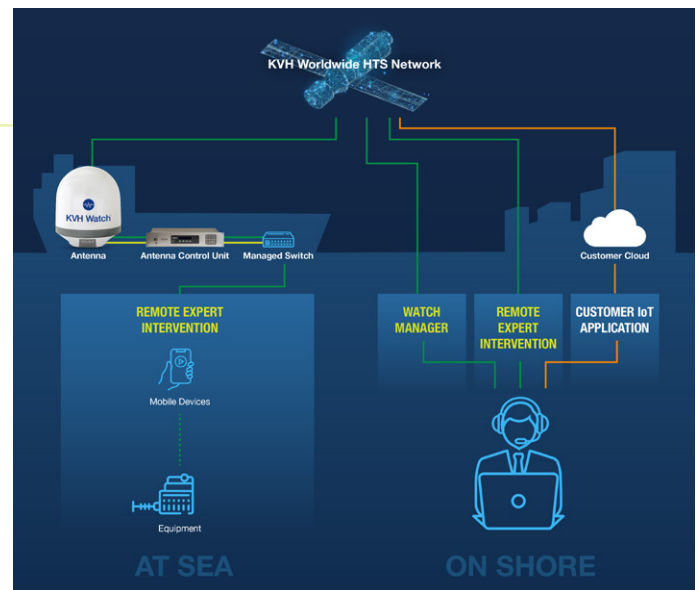 KVH Worldwide HTS Network
KVH Watch
Antenna
Antenna Control Unit
Managed Switch
Customer Cloud
REMOTE EXPERT
INTERVENTION
Mobile Devices
Equipment
WATCH
MANAGER
REMOTE
EXPERT
INTERVENTION
CUSTOMER IoT
APPLICATION
AT SEA
ON SHORE